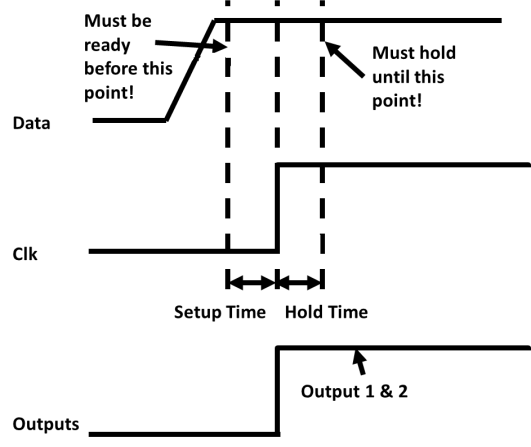 Must be
ready
before this
point!
Must hold
until this
point!
Data
Clk
Setup Time
Hold Time
Output 1 & 2
Outputs